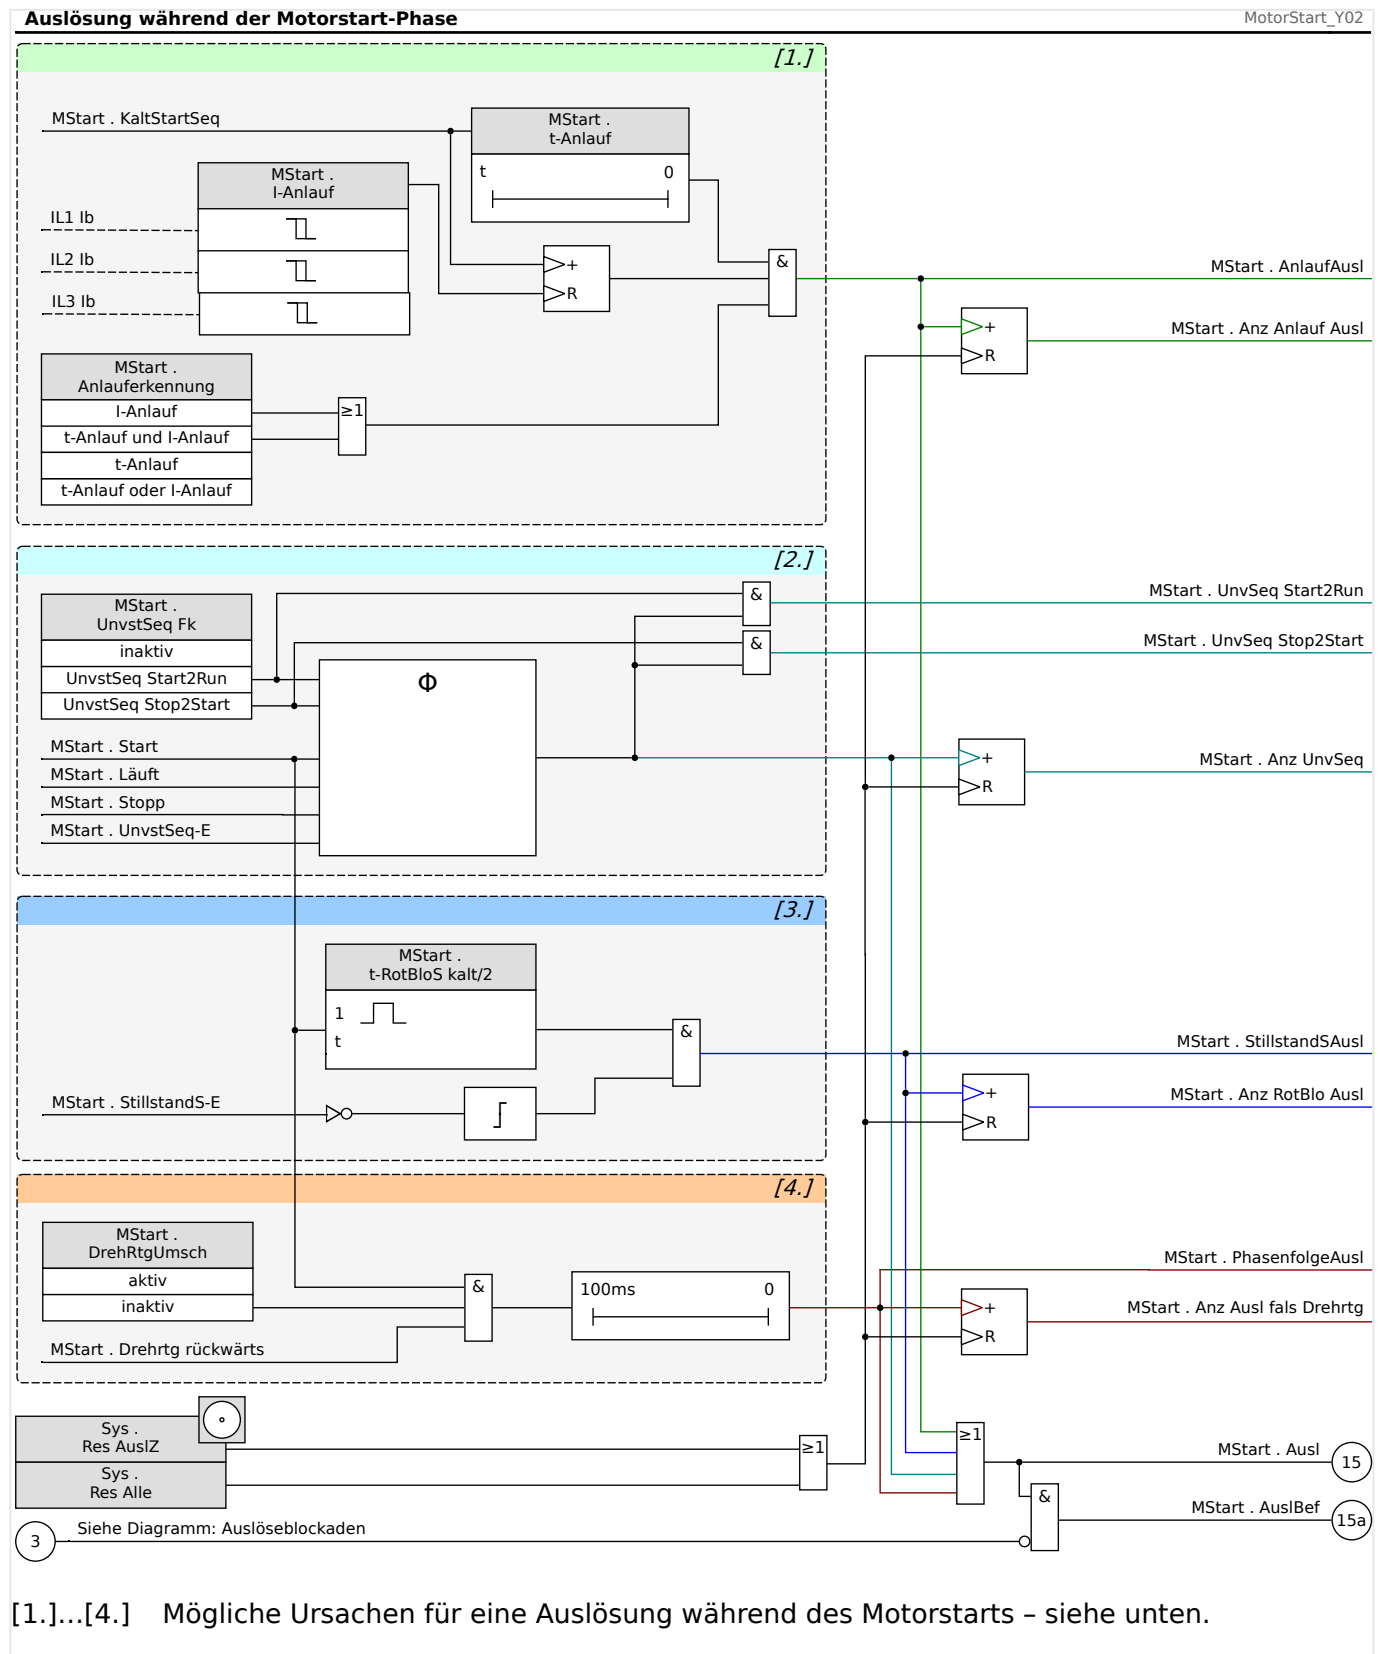 Auslösung während der Motorstart-Phase
MotorStart_Y02
[1.]
MStart . KaltStartSeq
MStart .
t-Anlauf
t
0
MStart .
I-Anlauf
IL1 Ib
IL2 Ib
IL3 Ib
+
R
&
MStart . AnlaufAusl
MStart . Anz Anlauf Ausl
+
R
MStart .
Anlauferkennung
I-Anlauf
t-Anlauf und I-Anlauf
t-Anlauf
t-Anlauf oder I-Anlauf
≥1
[2.]
MStart .
UnvstSeq Fk
inaktiv
UnvstSeq Start2Run
UnvstSeq Stop2Start
&
&
MStart . UnvSeq Start2Run
MStart . UnvSeq Stop2Start
Φ
MStart . Start
MStart . Läuft
MStart . Stopp
MStart . UnvstSeq-E
+
R
MStart . Anz UnvSeq
[3.]
MStart .
t-RotBloS kalt/2
1
t
&
MStart . StillstandS-E
MStart . StillstandSAusl
+
R
MStart . Anz RotBlo Ausl
[4.]
MStart .
DrehRtgUmsch
aktiv
inaktiv
MStart . Drehrtg rückwärts
&
100ms
0
MStart . PhasenfolgeAusl
+
R
MStart . Anz Ausl fals Drehrtg
Sys .
Res AuslZ
Sys .
Res Alle
≥1
≥1
MStart . Ausl
15
&
MStart . AuslBef
15a
3
Siehe Diagramm: Auslöseblockaden
[1.]...[4.] Mögliche Ursachen für eine Auslösung während des Motorstarts – siehe unten.